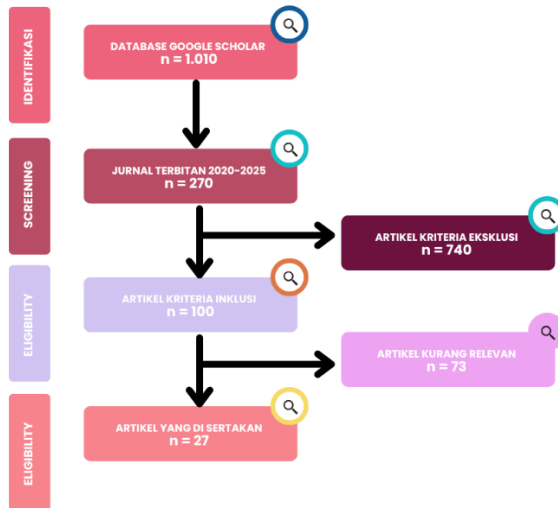 IDENTIFIKASI
DATABASE GOOGLE SCHOLAR
n = 1.010
SCREENING
JURNAL TERBITAN 2020-2025
n = 270
ARTIKEL KRITERIA EKSKLUSI
n = 740
ELIGIBILITY
ARTIKEL KRITERIA INKLUSI
n = 100
ARTIKEL KURANG RELEVAN
n = 73
ELIGIBILITY
ARTIKEL YANG DI SERTAKAN
n = 27